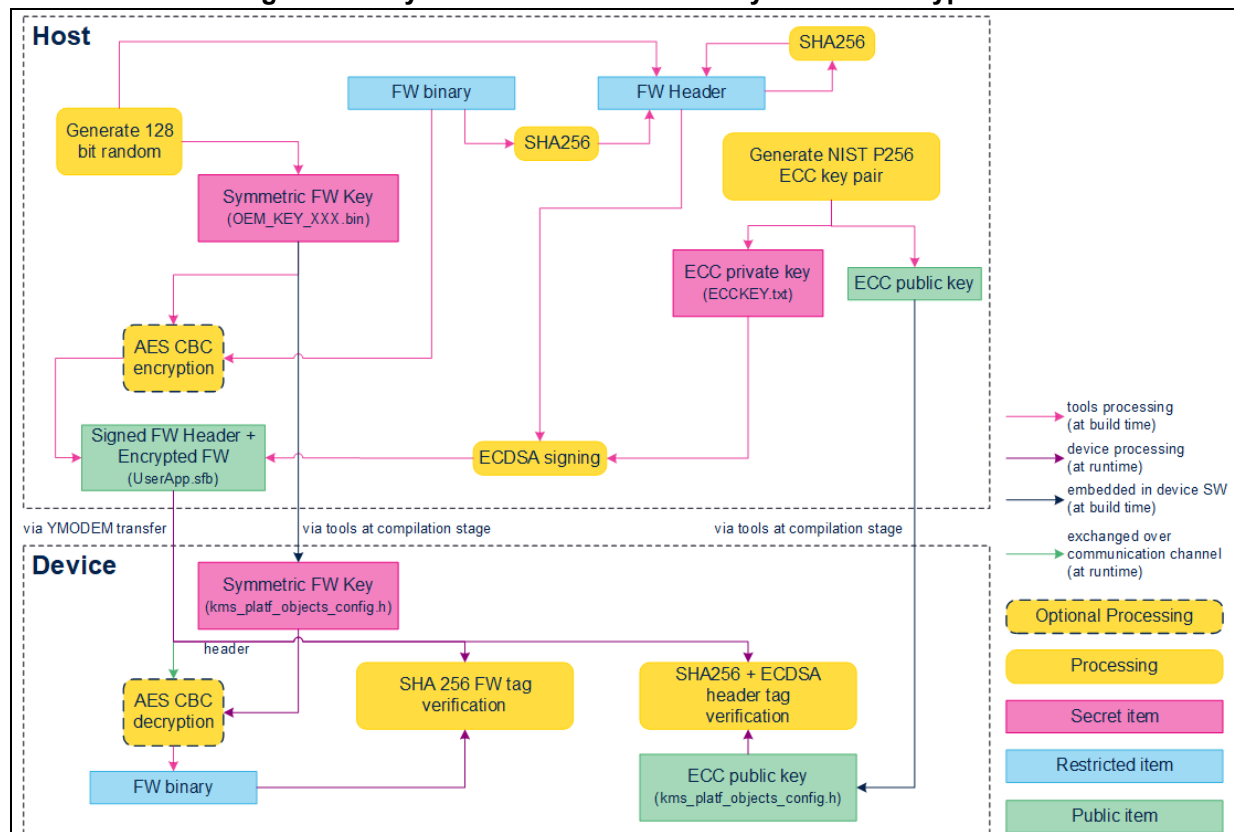 Host
SHA256
FW binary
FW Header
Generate 128
bit random
SHA256
Generate NIST P256
ECC key pair
Symmetric FW Key
(OEM_KEY_XXX.bin)
ECC private key
(ECCKEY.txt)
ECC public key
AES CBC
encryption
Signed FW Header +
Encrypted FW
(UserApp.sfb)
ECDSA signing
tools processing
(at build time)
device processing
(at runtime)
embedded in device SW
(at build time)
exchanged over
communication channel
(at runtime)
via YMODEM transfer
via tools at compilation stage
via tools at compilation stage
Device
Symmetric FW Key
(kms_platf_objects_config.h)
header
AES CBC
decryption
SHA 256 FW tag
verification
SHA256 + ECDSA
header tag
verification
FW binary
ECC public key
(kms_platf_objects_config.h)
Optional Processing
Processing
Secret item
Restricted item
Public item